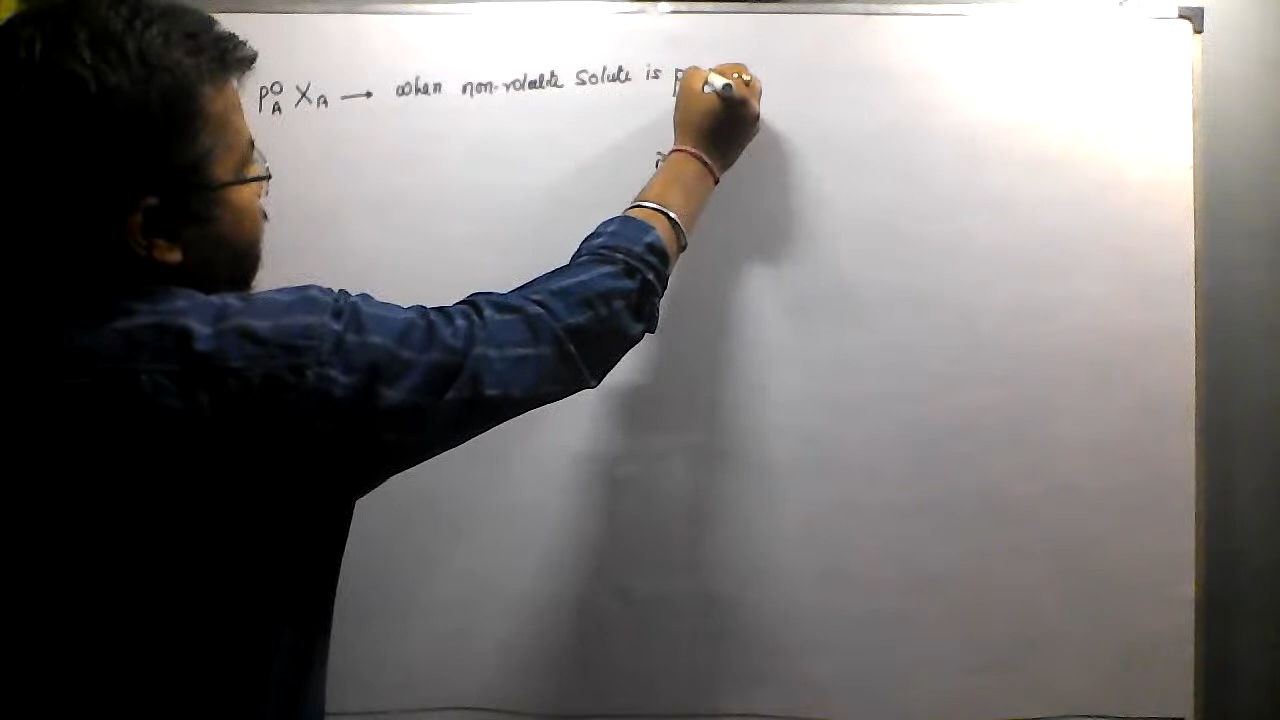 P°A XA → when non-volatile Solute is